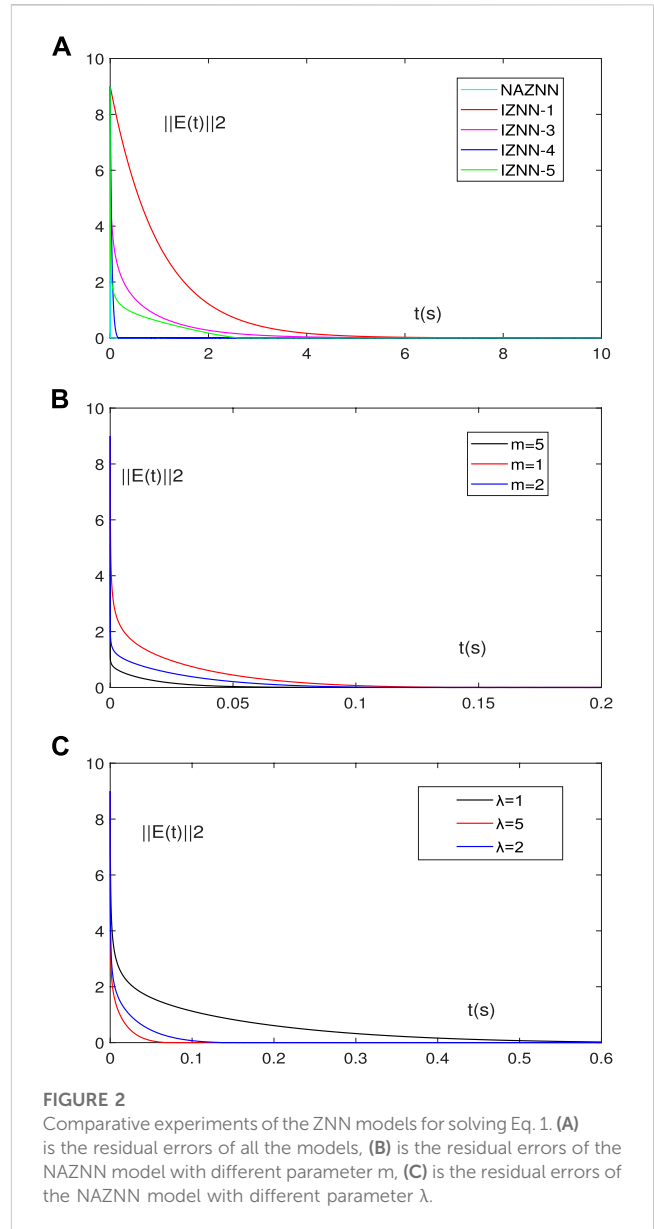 A
10
8
6
4
2
0
||E(t)||2
NAZNN
IZNN-1
IZNN-3
IZNN-4
IZNN-5
t(s)
0 2 4 6 8 10
B
10
8
6
4
2
0
||E(t)||2
m=5
m=1
m=2
t(s)
0 0.05 0.1 0.15 0.2
C
10
8
6
4
2
0
||E(t)||2
λ=1
λ=5
λ=2
t(s)
0 0.1 0.2 0.3 0.4 0.5 0.6
FIGURE 2
Comparative experiments of the ZNN models for solving Eq. 1. (A)
is the residual errors of all the models, (B) is the residual errors of the
NAZNN model with different parameter m, (C) is the residual errors of
the NAZNN model with different parameter λ.